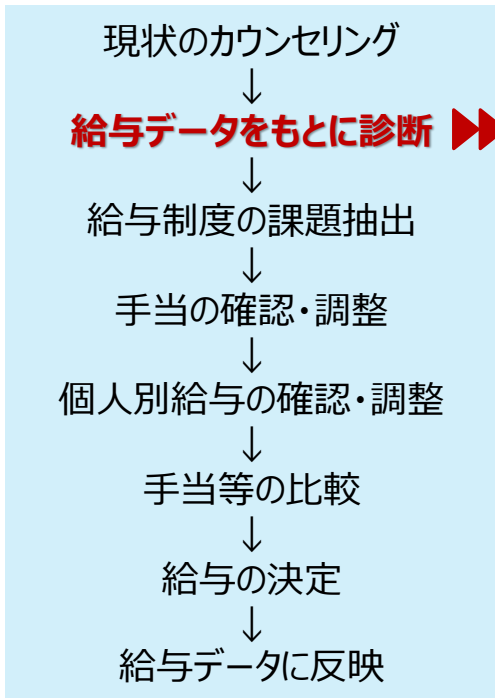 現状のカウンセリング
↓
給与データをもとに診断
↓
給与制度の課題抽出
↓
手当の確認・調整
↓
個人別給与の確認・調整
↓
手当等の比較
↓
給与の決定
↓
給与データに反映